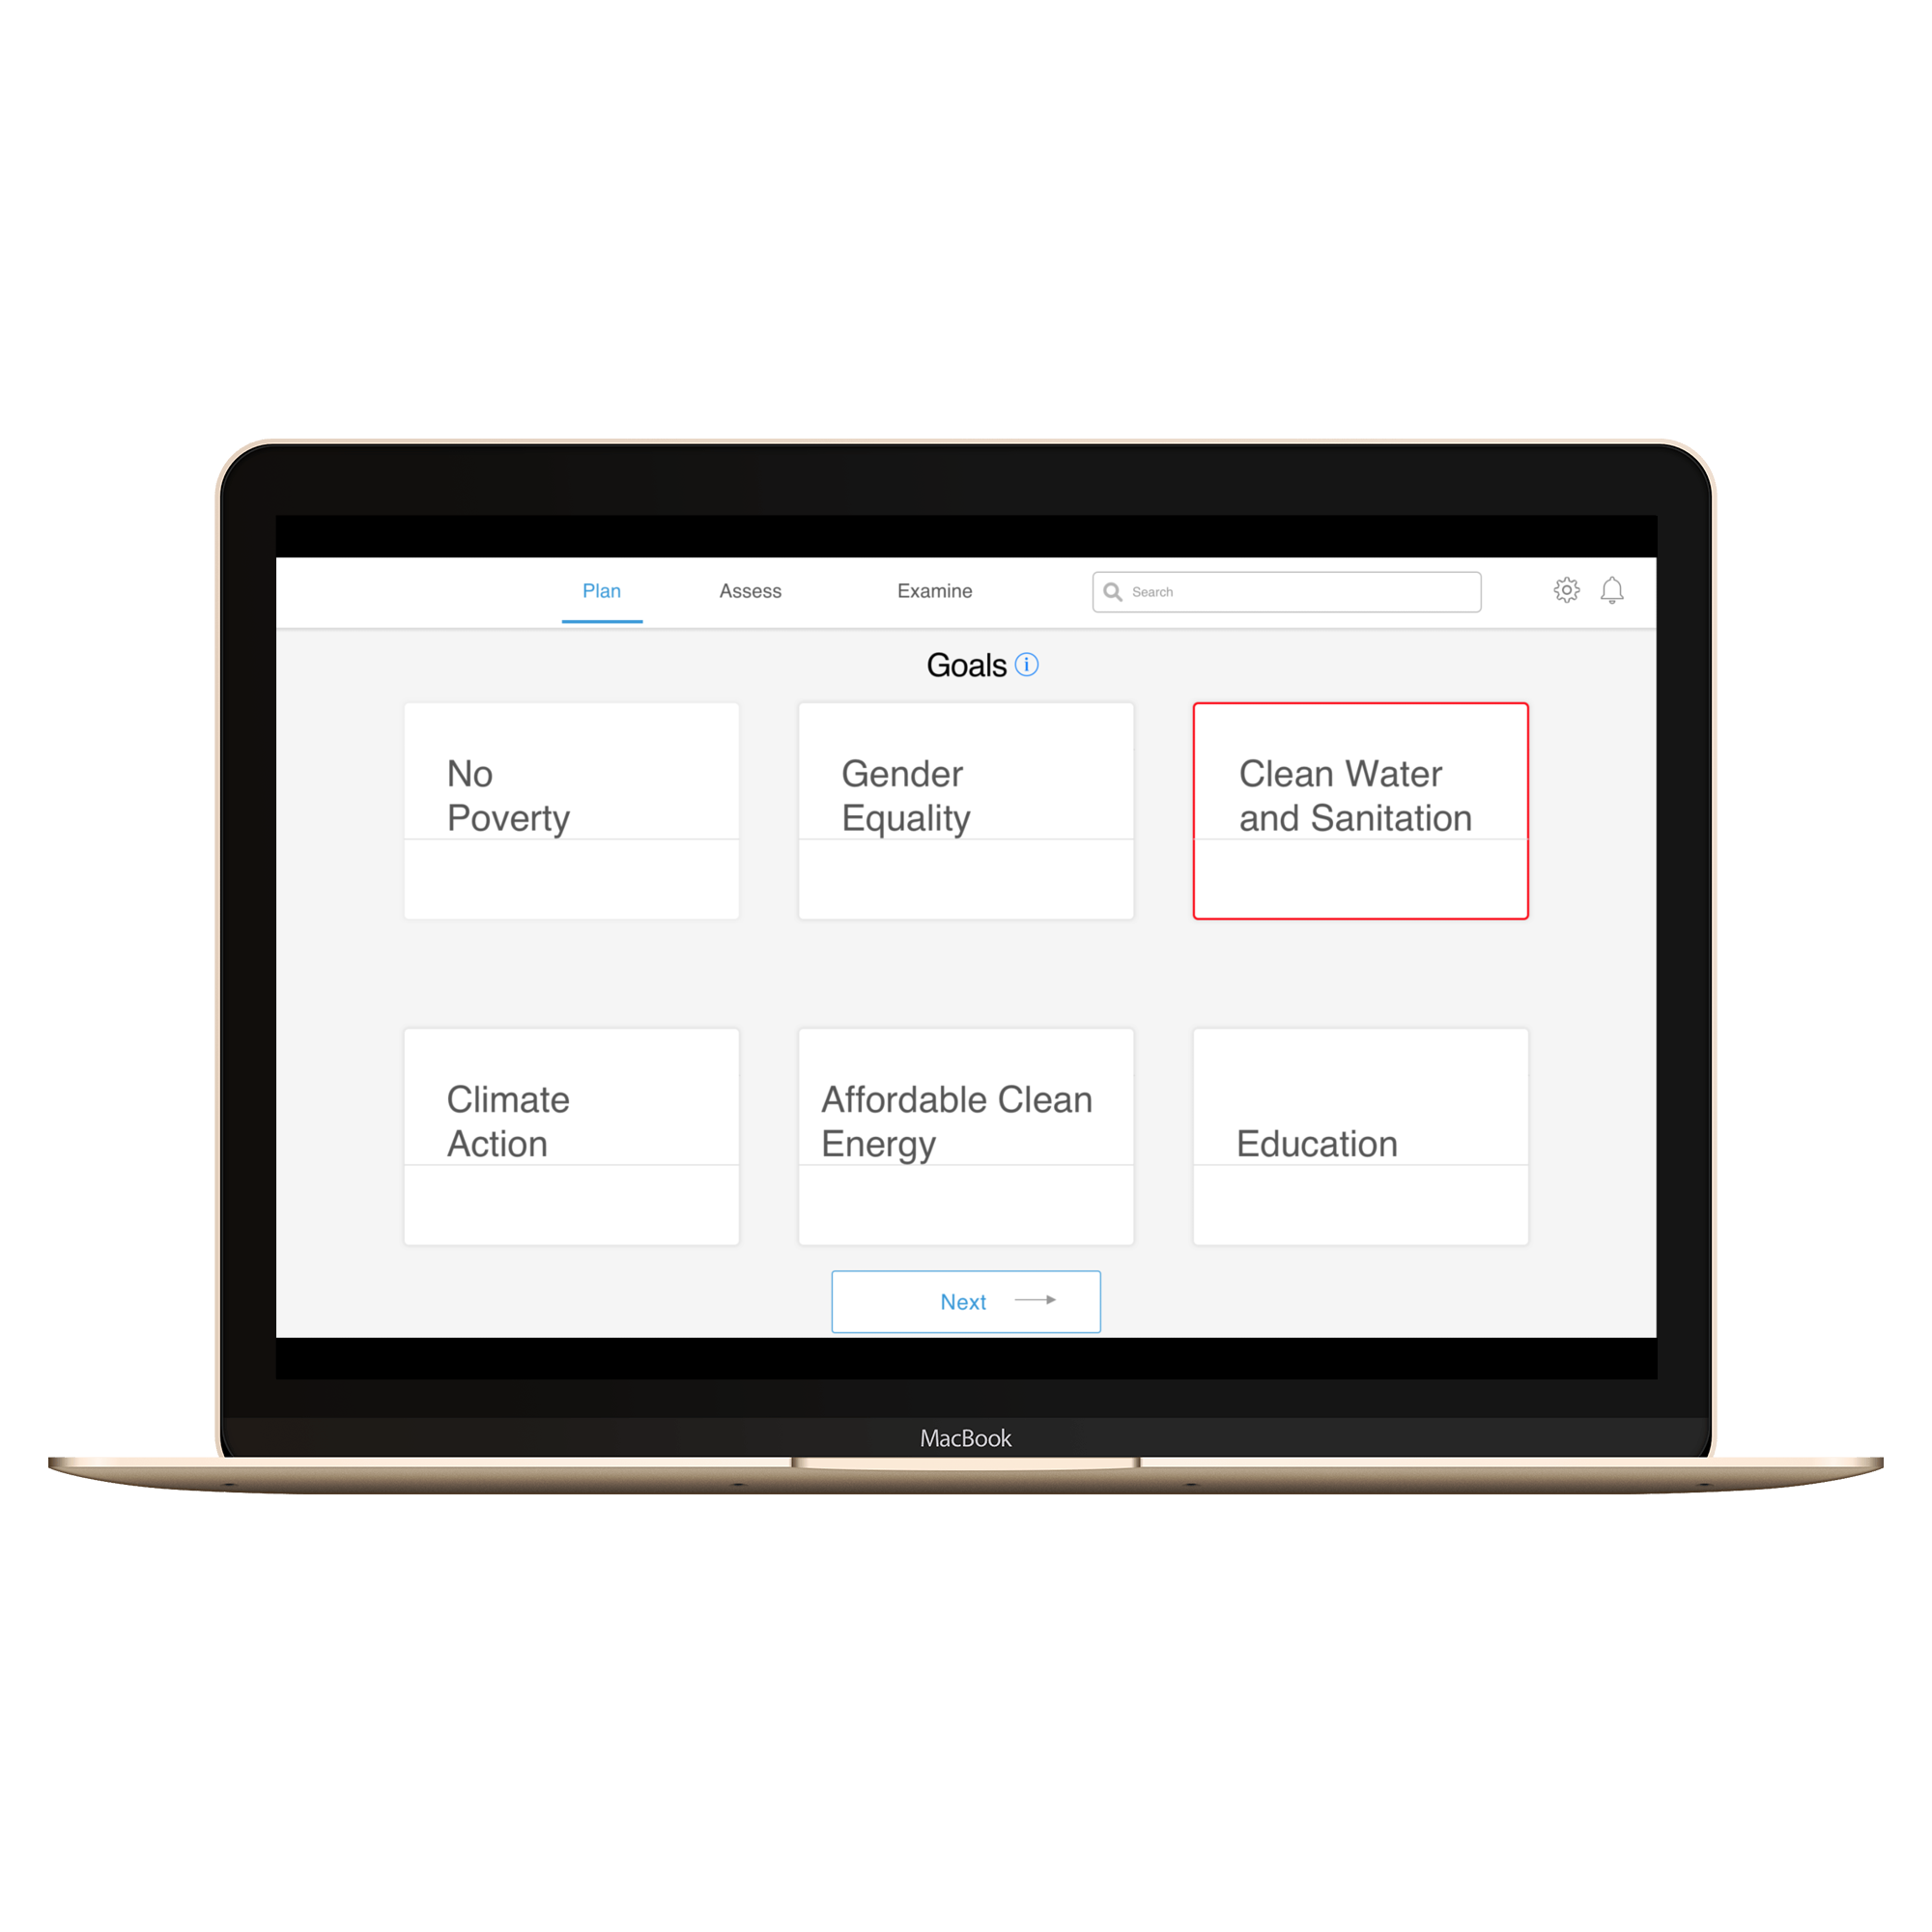 Plan Assess Examine Search
Goals i
No
Poverty
Gender
Equality
Clean Water
and Sanitation
Climate
Action
Affordable Clean
Energy
Education
Next
MacBook